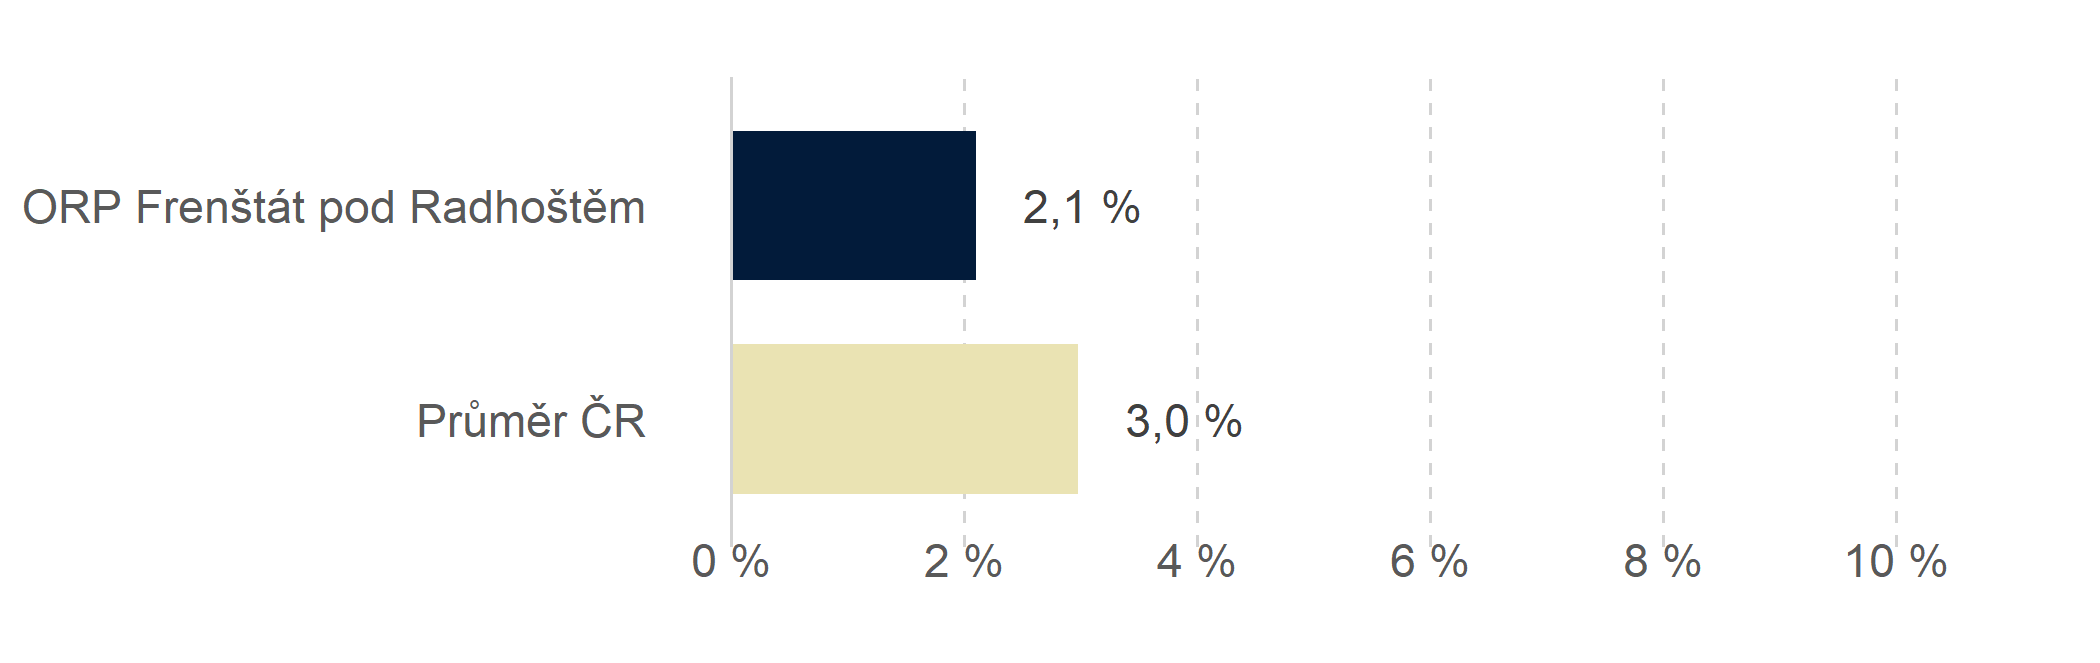 ORP Frenštát pod Radhoštěm
2,1 %
Průměr ČR
3,0 %
0 % 2 % 4 % 6 % 8 % 10 %